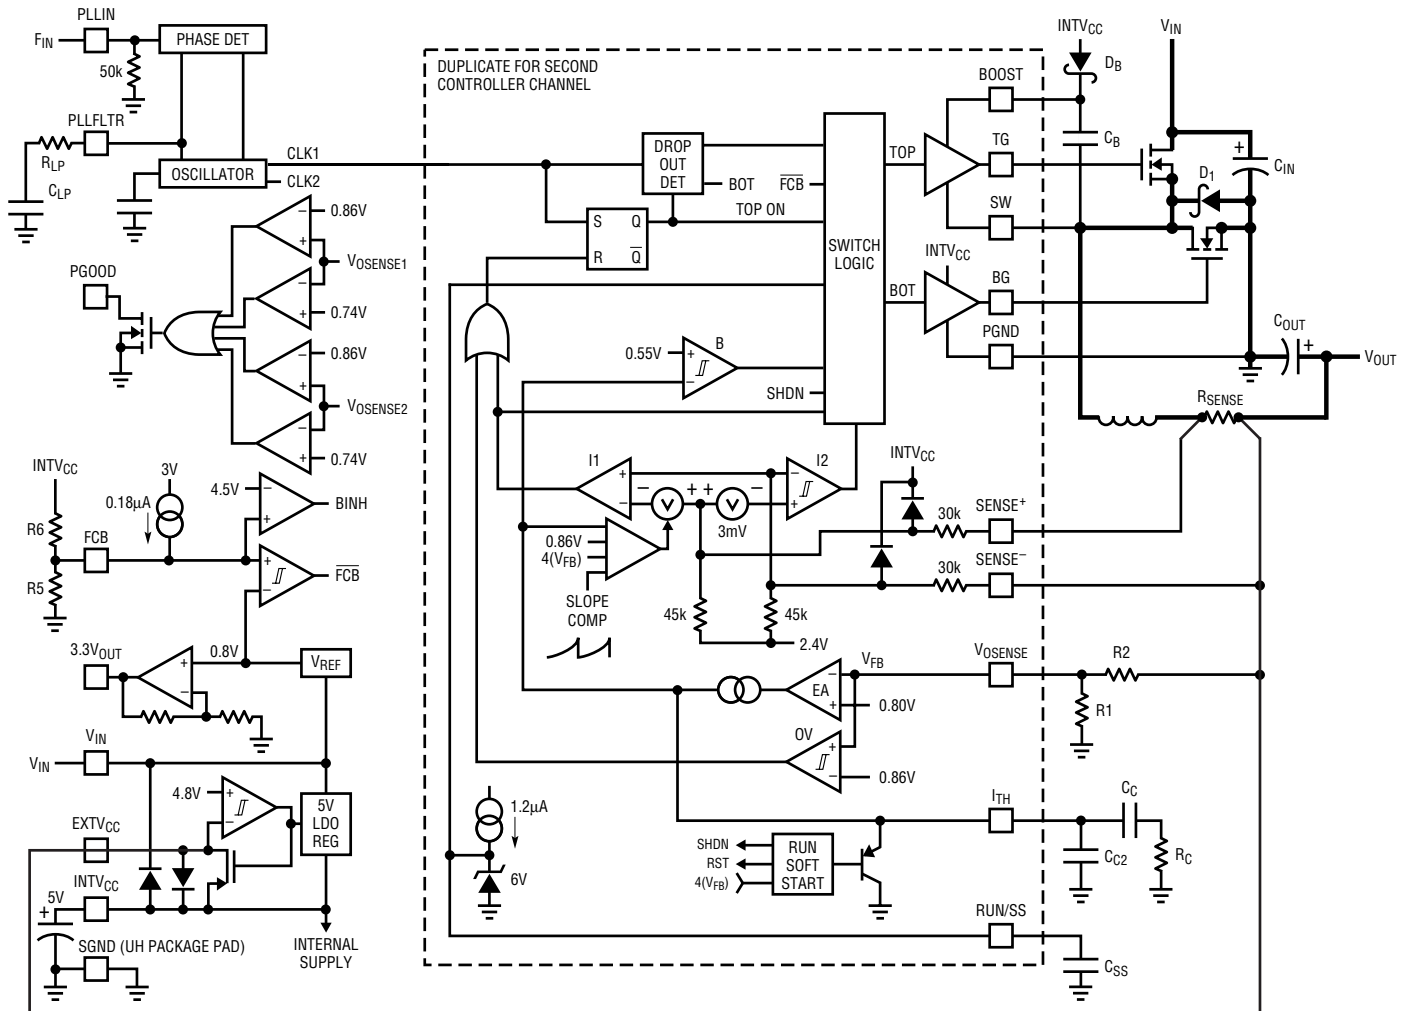 PLLIN
F_IN
PHASE DET
50k
PLLFLTR
R_LP
C_LP
OSCILLATOR
CLK1
CLK2
−
0.86V
+
V_OSENSE1
−
+
0.74V
PGOOD
−
0.86V
+
V_OSENSE2
−
+
0.74V
INTV_CC
3V
0.18µA
4.5V
−
+
BINH
R6
FCB
+
−
F̅C̅B̅
R5
3.3V_OUT
0.8V
+
−
V_REF
V_IN
V_IN
4.8V
+
−
5V
LDO
REG
EXTV_CC
INTV_CC
5V
+
SGND (UH PACKAGE PAD)
INTERNAL
SUPPLY
DUPLICATE FOR SECOND
CONTROLLER CHANNEL
DROP
OUT
DET
BOT
F̅C̅B̅
TOP ON
S
Q
R
Q̅
SWITCH
LOGIC
0.55V
+
−
B
SHDN
TOP
BOT
INTV_CC
BOOST
TG
SW
BG
PGND
I1
+
−
−
+
+
−
3mV
I2
−
+
0.86V
4(V_FB)
SLOPE
COMP
45k
45k
2.4V
INTV_CC
30k
SENSE+
30k
SENSE−
V_FB
−
EA
+
0.80V
OV
+
−
0.86V
V_OSENSE
R2
R1
1.2µA
6V
SHDN
RST
4(V_FB)
RUN
SOFT
START
I_TH
C_C
C_C2
R_C
RUN/SS
C_SS
INTV_CC
D_B
C_B
V_IN
+
C_IN
D_1
C_OUT
+
V_OUT
R_SENSE